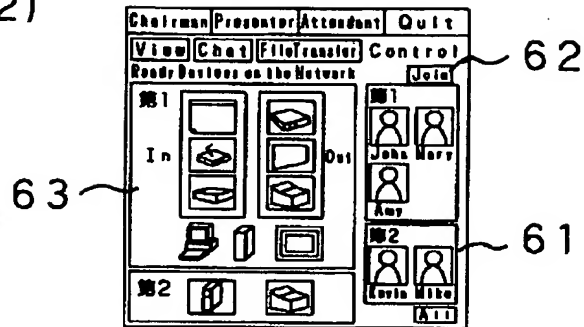 2)
Chairman Presenter Attendant Quit
View Chat FileTransfer Control
Ready Devices on the Network Join
第1 第1
In Out
John Mary
Amy
第2 第2
Kevin Mike
All
62
63
61